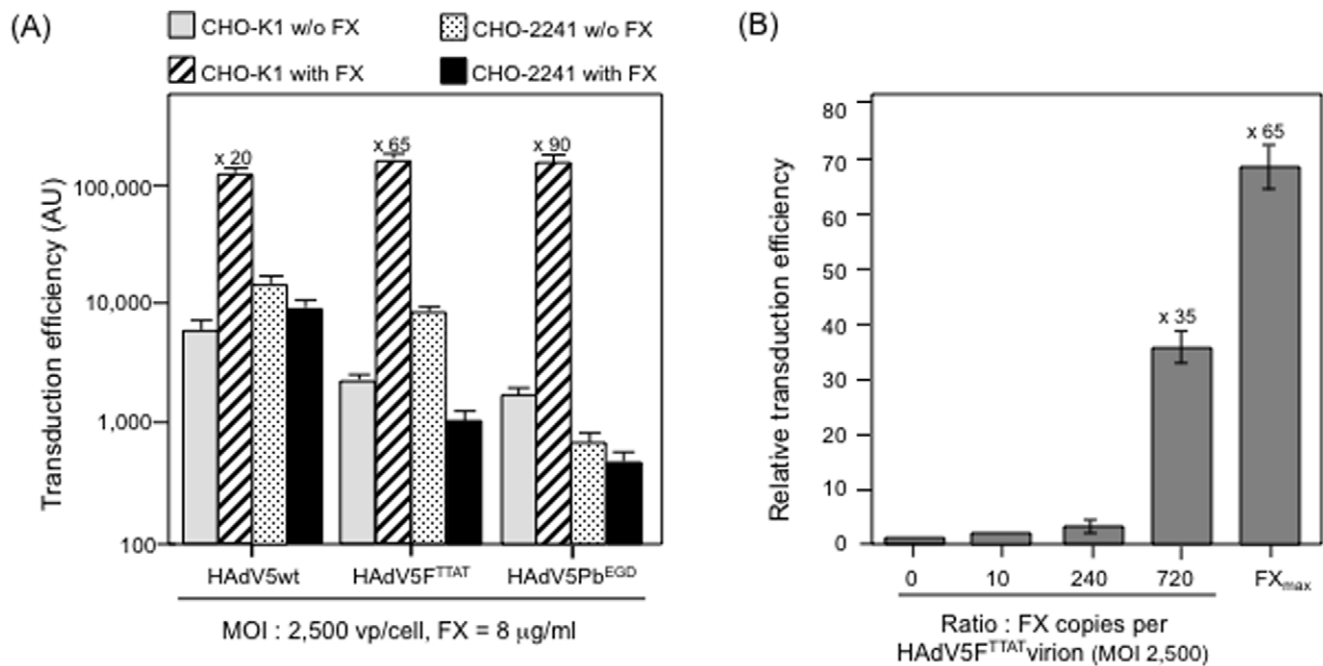 (A)
CHO-K1 w/o FX
CHO-2241 w/o FX
CHO-K1 with FX
CHO-2241 with FX
Transduction efficiency (AU)
100,000
10,000
1,000
100
x 20
x 65
x 90
HAdV5wt
HAdV5Fᵀᵀᴬᵀ
HAdV5Pbᴱᴳᴰ
MOI : 2,500 vp/cell, FX = 8 μg/ml
(B)
Relative transduction efficiency
80
70
60
50
40
30
20
10
0
x 35
x 65
0
10
240
720
FXₘₐₓ
Ratio : FX copies per
HAdV5Fᵀᵀᴬᵀ virion (MOI 2,500)